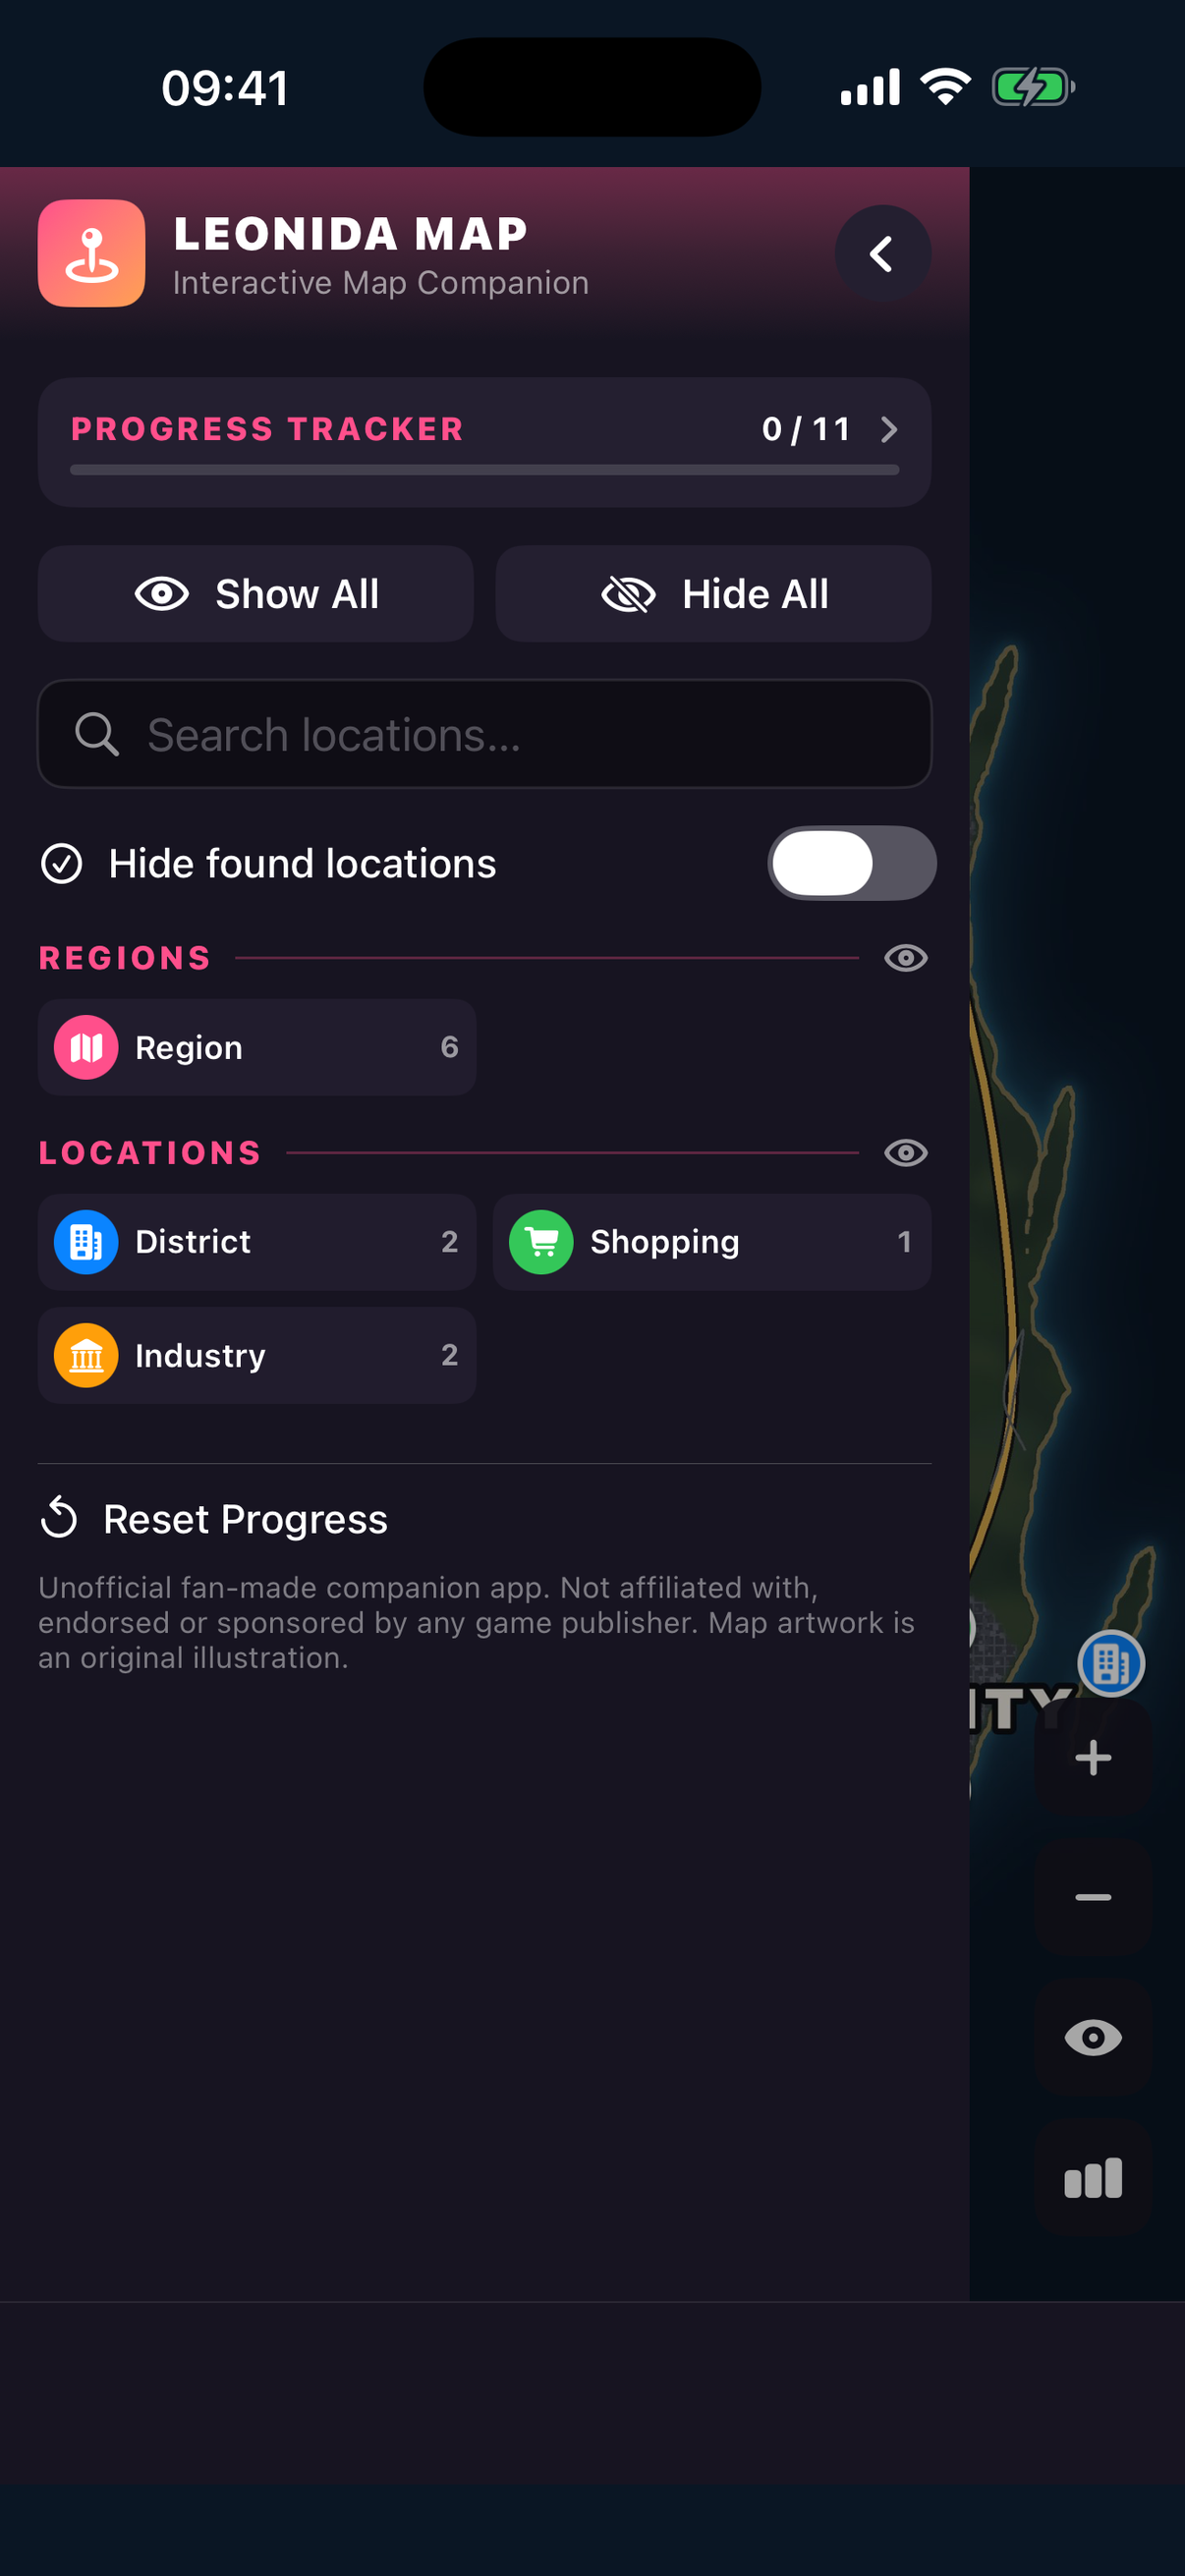 09:41
LEONIDA MAP
Interactive Map Companion
PROGRESS TRACKER 0/11
Show All Hide All
Search locations...
Hide found locations
REGIONS
Region 6
LOCATIONS
District 2 Shopping 1
Industry 2
Reset Progress
Unofficial fan-made companion app. Not affiliated with,
endorsed or sponsored by any game publisher. Map artwork is
an original illustration.
ITY